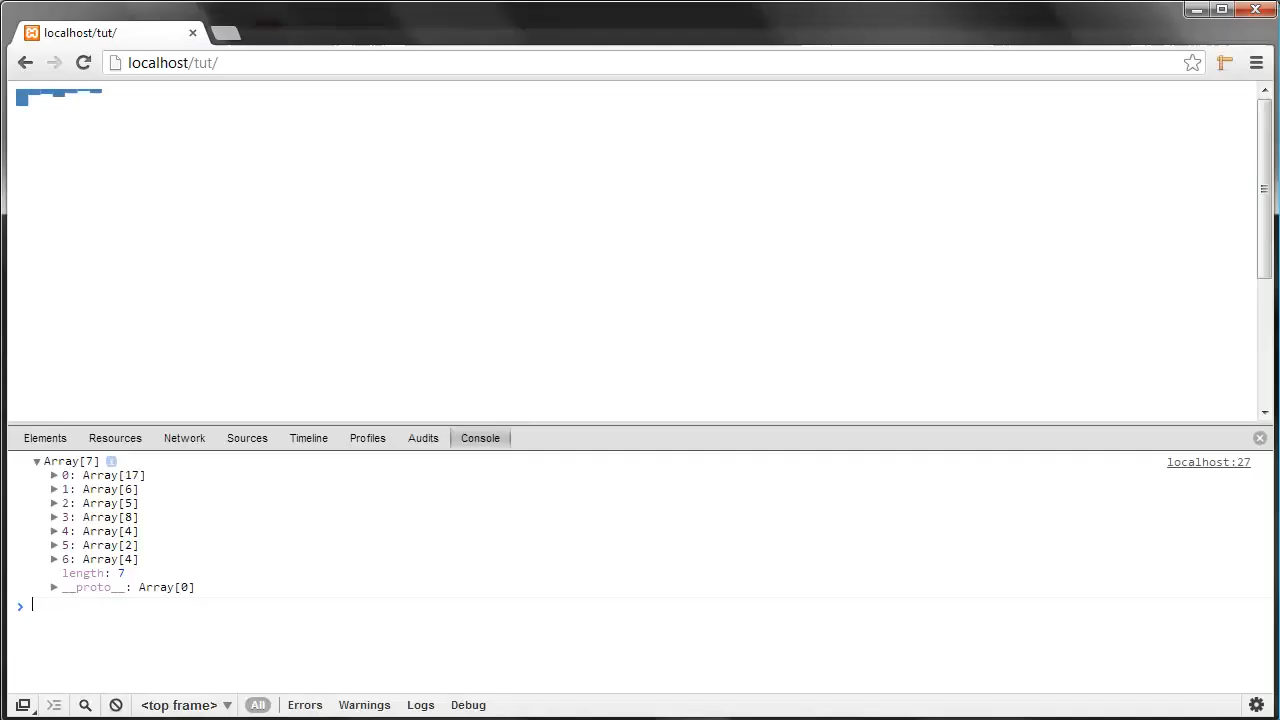 localhost/tut/
localhost/tut/
Elements Resources Network Sources Timeline Profiles Audits Console
Array[7] localhost:27
0: Array[17]
1: Array[6]
2: Array[5]
3: Array[8]
4: Array[4]
5: Array[2]
6: Array[4]
length: 7
__proto__: Array[0]
<top frame> All Errors Warnings Logs Debug